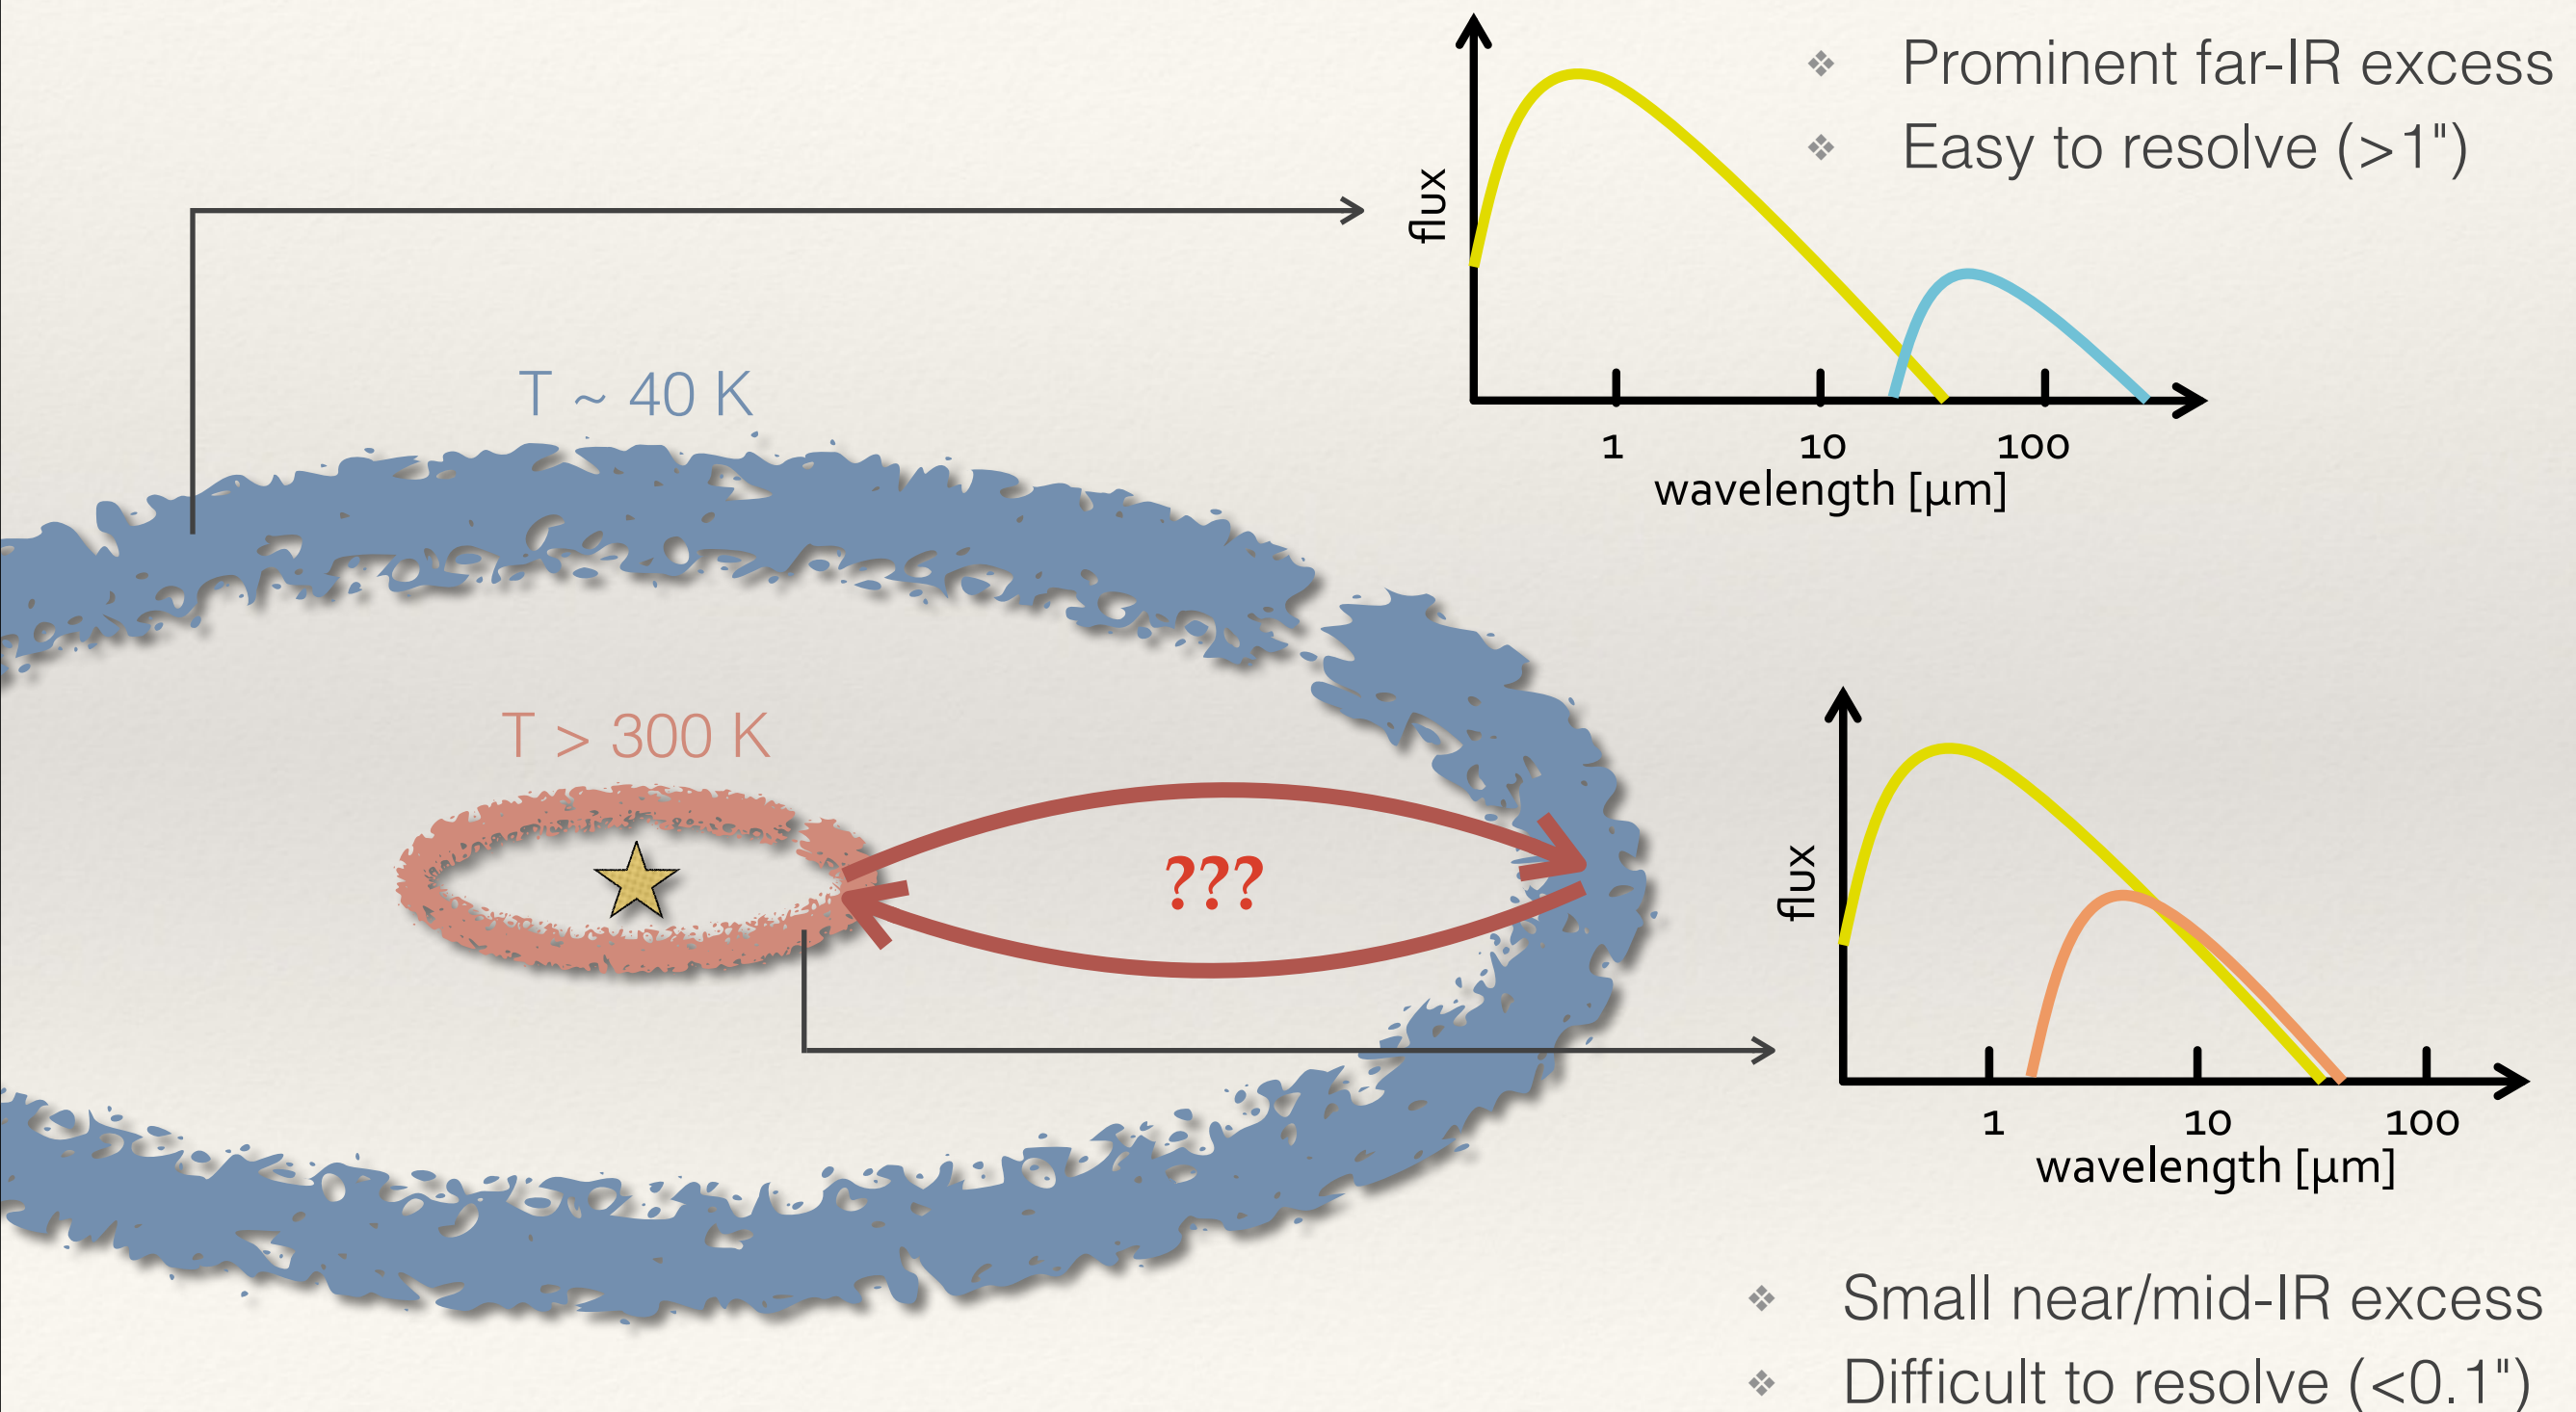 ❖ Prominent far-IR excess
❖ Easy to resolve (>1")
flux
1 10 100
wavelength [µm]
T ~ 40 K
T > 300 K
???
flux
1 10 100
wavelength [µm]
❖ Small near/mid-IR excess
❖ Difficult to resolve (<0.1")